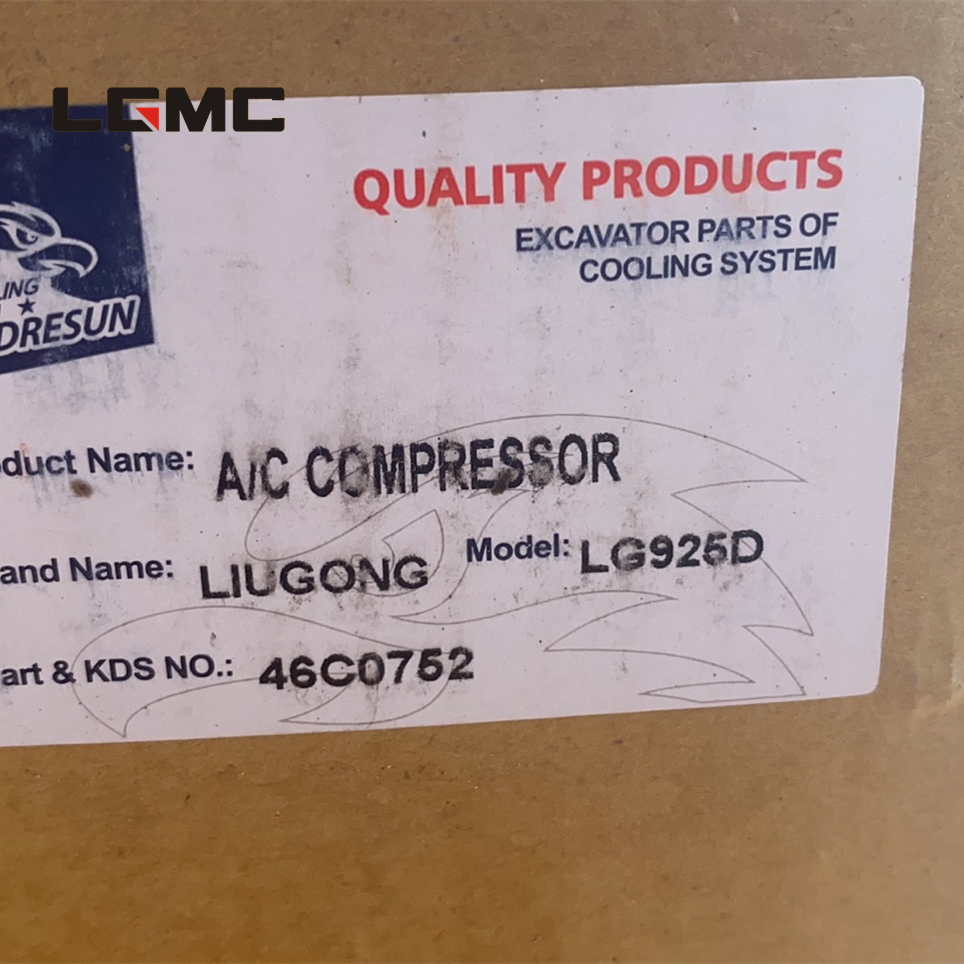 LGMC
QUALITY PRODUCTS
EXCAVATOR PARTS OF
COOLING SYSTEM
LING
DRESUN
duct Name: A/C COMPRESSOR
and Name: LIUGONG Model: LG925D
art & KDS NO.: 46C0752